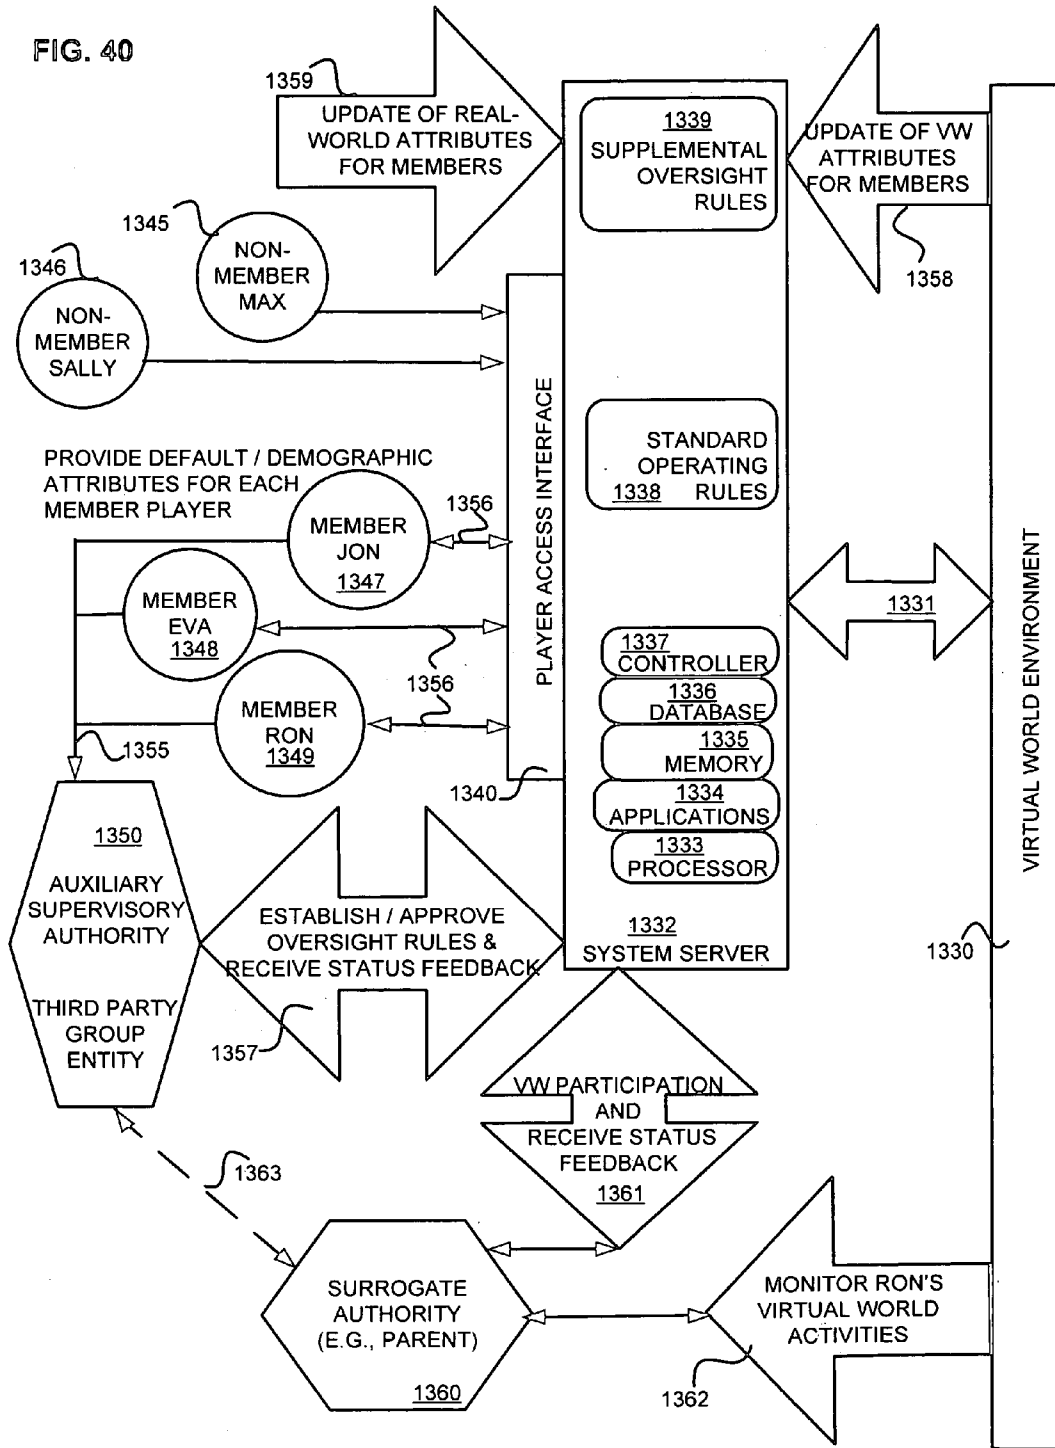 FIG. 40
1359
UPDATE OF REAL-
WORLD ATTRIBUTES
FOR MEMBERS
1339
SUPPLEMENTAL
OVERSIGHT
RULES
UPDATE OF VW
ATTRIBUTES
FOR MEMBERS
1358
1345
NON-
MEMBER
MAX
1346
NON-
MEMBER
SALLY
PLAYER ACCESS INTERFACE
1340
STANDARD
OPERATING
1338 RULES
PROVIDE DEFAULT / DEMOGRAPHIC
ATTRIBUTES FOR EACH
MEMBER PLAYER
MEMBER
JON
1347
1356
MEMBER
EVA
1348
1356
MEMBER
RON
1349
1356
1355
1331
VIRTUAL WORLD ENVIRONMENT
1330
1337
CONTROLLER
1336
DATABASE
1335
MEMORY
1334
APPLICATIONS
1333
PROCESSOR
1332
SYSTEM SERVER
1350
AUXILIARY
SUPERVISORY
AUTHORITY
THIRD PARTY
GROUP
ENTITY
ESTABLISH / APPROVE
OVERSIGHT RULES &
RECEIVE STATUS FEEDBACK
1357
VW PARTICIPATION
AND
RECEIVE STATUS
FEEDBACK
1361
1363
SURROGATE
AUTHORITY
(E.G., PARENT)
1360
MONITOR RON'S
VIRTUAL WORLD
ACTIVITIES
1362